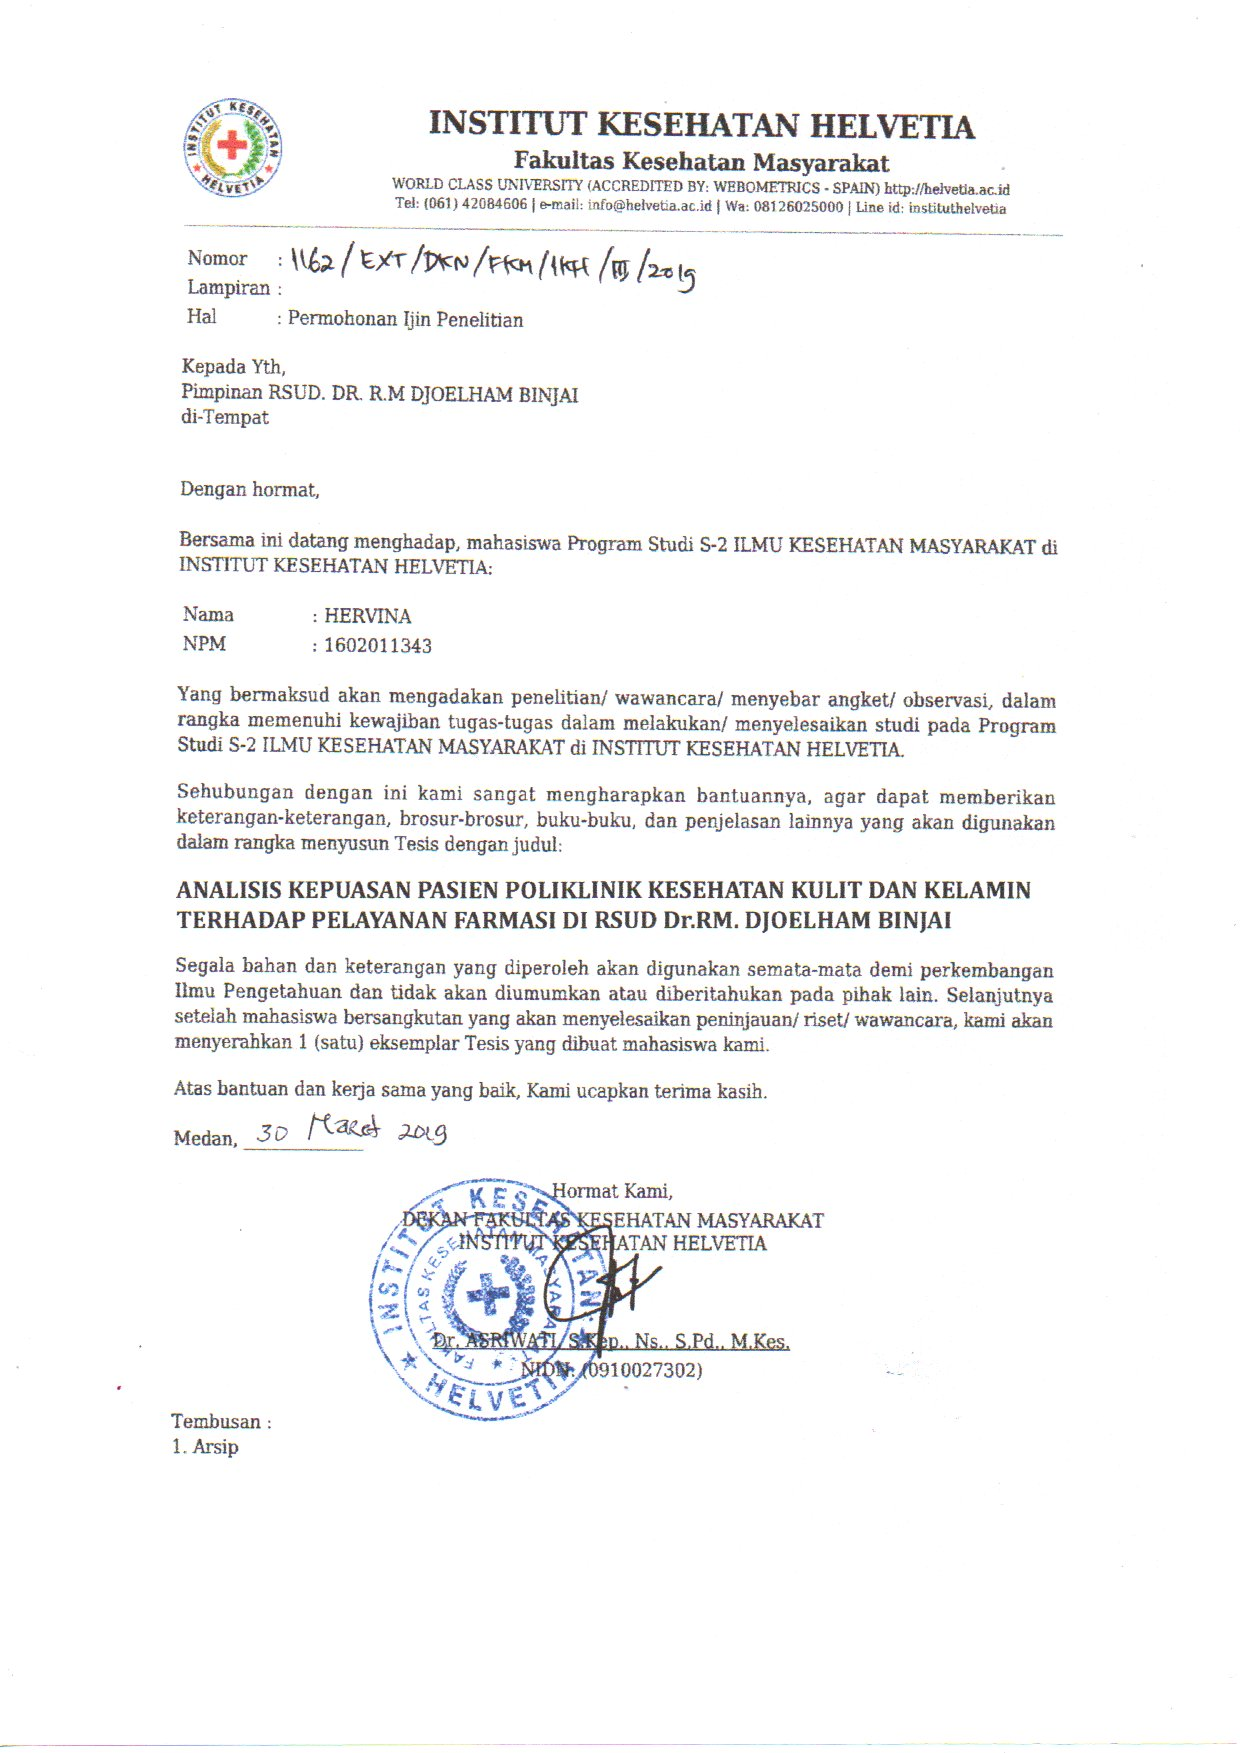 INSTITUT KESEHATAN
HELVETIA
INSTITUT KESEHATAN HELVETIA
Fakultas Kesehatan Masyarakat
WORLD CLASS UNIVERSITY (ACCREDITED BY: WEBOMETRICS - SPAIN) http://helvetia.ac.id
Tel: (061) 42084606 | e-mail: info@helvetia.ac.id | Wa: 08126025000 | Line id: instituthelvetia
Nomor : 1162/EXT/DKN/FKM/IKH/III/2019
Lampiran :
Hal : Permohonan Ijin Penelitian
Kepada Yth,
Pimpinan RSUD. DR. R.M DJOELHAM BINJAI
di-Tempat
Dengan hormat,
Bersama ini datang menghadap, mahasiswa Program Studi S-2 ILMU KESEHATAN MASYARAKAT di
INSTITUT KESEHATAN HELVETIA:
Nama : HERVINA
NPM : 1602011343
Yang bermaksud akan mengadakan penelitian/ wawancara/ menyebar angket/ observasi, dalam
rangka memenuhi kewajiban tugas-tugas dalam melakukan/ menyelesaikan studi pada Program
Studi S-2 ILMU KESEHATAN MASYARAKAT di INSTITUT KESEHATAN HELVETIA.
Sehubungan dengan ini kami sangat mengharapkan bantuannya, agar dapat memberikan
keterangan-keterangan, brosur-brosur, buku-buku, dan penjelasan lainnya yang akan digunakan
dalam rangka menyusun Tesis dengan judul:
ANALISIS KEPUASAN PASIEN POLIKLINIK KESEHATAN KULIT DAN KELAMIN
TERHADAP PELAYANAN FARMASI DI RSUD Dr.RM. DJOELHAM BINJAI
Segala bahan dan keterangan yang diperoleh akan digunakan semata-mata demi perkembangan
Ilmu Pengetahuan dan tidak akan diumumkan atau diberitahukan pada pihak lain. Selanjutnya
setelah mahasiswa bersangkutan yang akan menyelesaikan peninjauan/ riset/ wawancara, kami akan
menyerahkan 1 (satu) eksemplar Tesis yang dibuat mahasiswa kami.
Atas bantuan dan kerja sama yang baik, Kami ucapkan terima kasih.
Medan, 30 Maret 2019
Hormat Kami,
DEKAN FAKULTAS KESEHATAN MASYARAKAT
INSTITUT KESEHATAN HELVETIA
INSTITUT KESEHATAN
FAKULTAS KESEHATAN MASYARAKAT
HELVETIA
Dr. ASRIWATI, S.Kep., Ns., S.Pd., M.Kes.
NIDN: (0910027302)
Tembusan :
1. Arsip